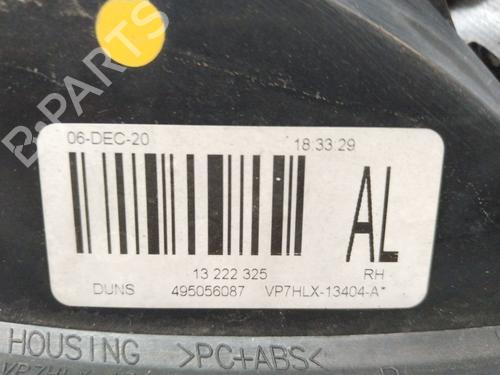 06-DEC-20 18:33:29
AL
13 222 325 RH
DUNS 495056087 VP7HLX-13404-A*
HOUSING >PC+ABS<
B-PARTS